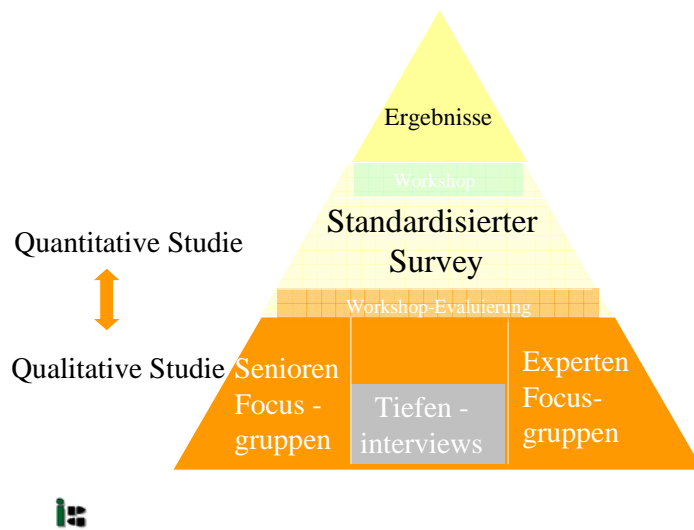 Ergebnisse
Workshop
Standardisierter
Survey
Quantitative Studie
Workshop-Evaluierung
Qualitative Studie
Senioren
Focus -
gruppen
Tiefen -
interviews
Experten
Focus-
gruppen